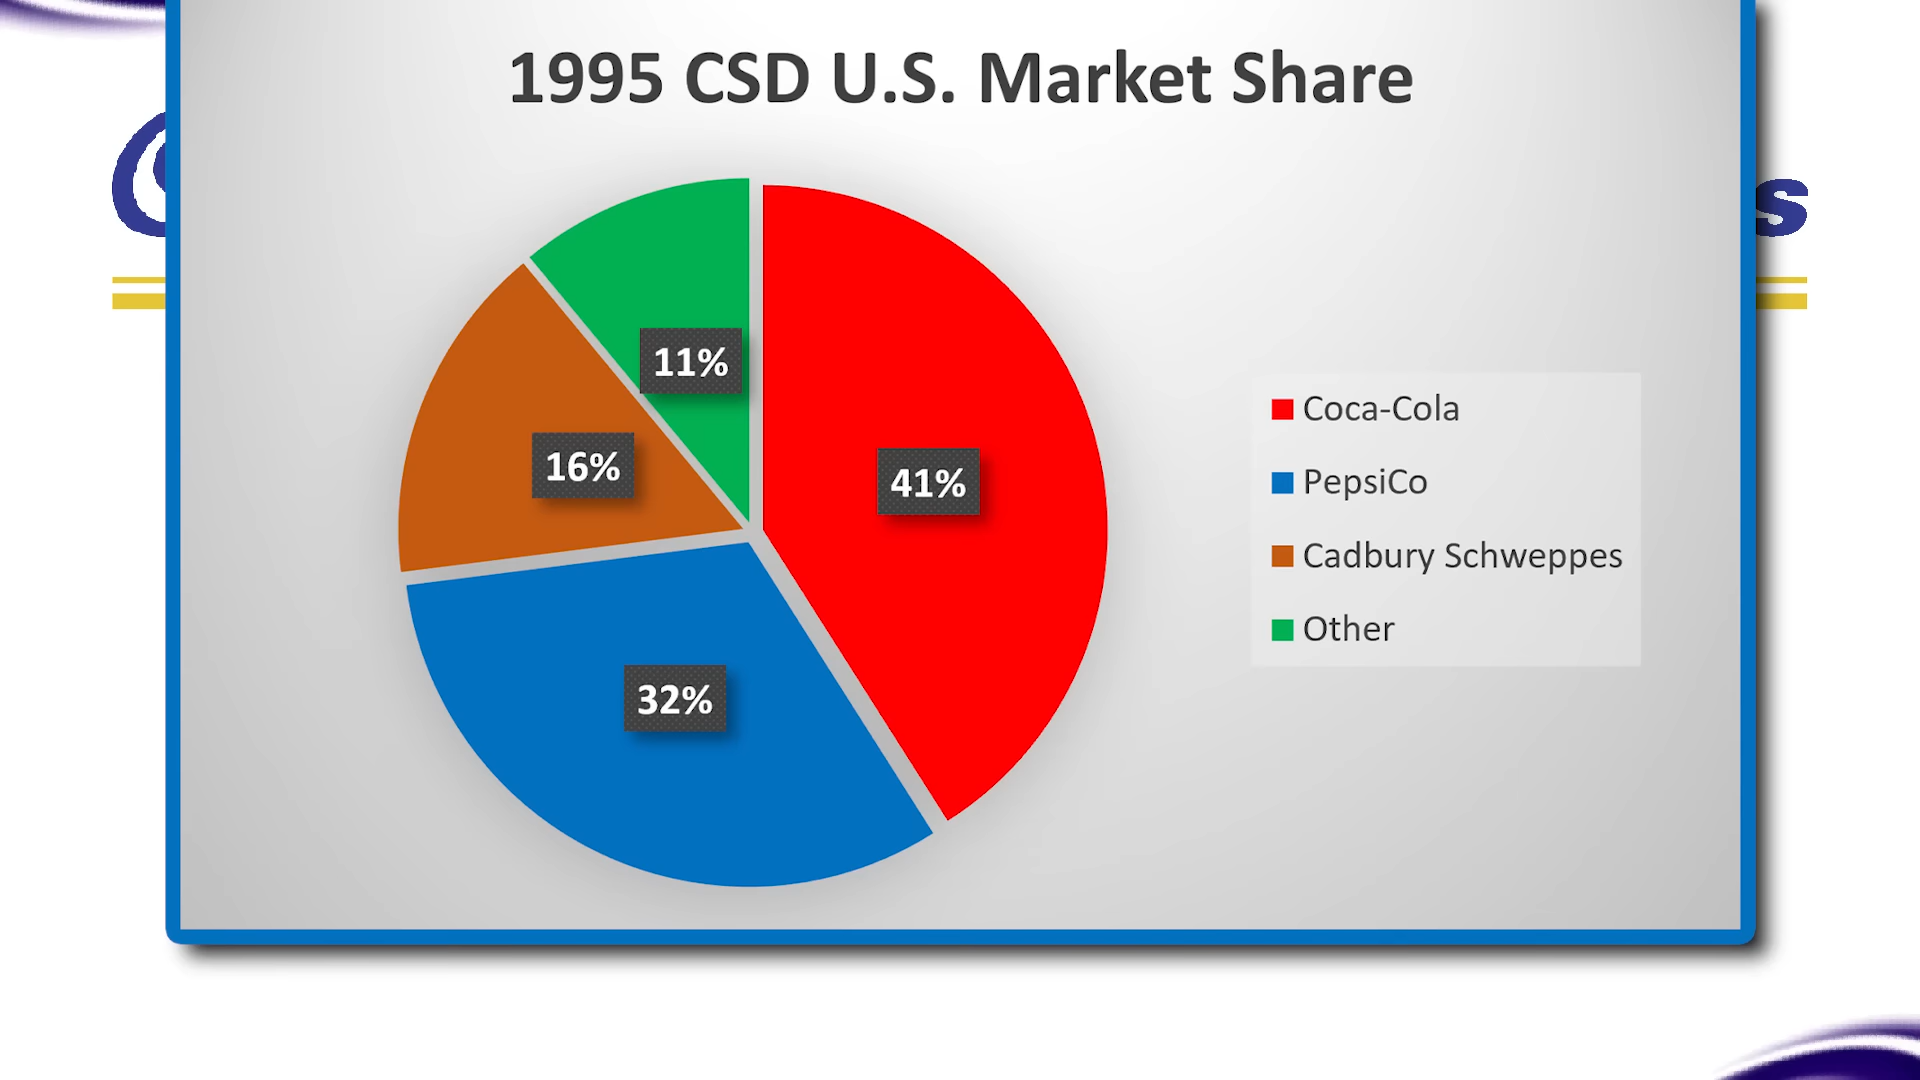 1995 CSD U.S. Market Share
11%
16%
41%
32%
Coca-Cola
PepsiCo
Cadbury Schweppes
Other